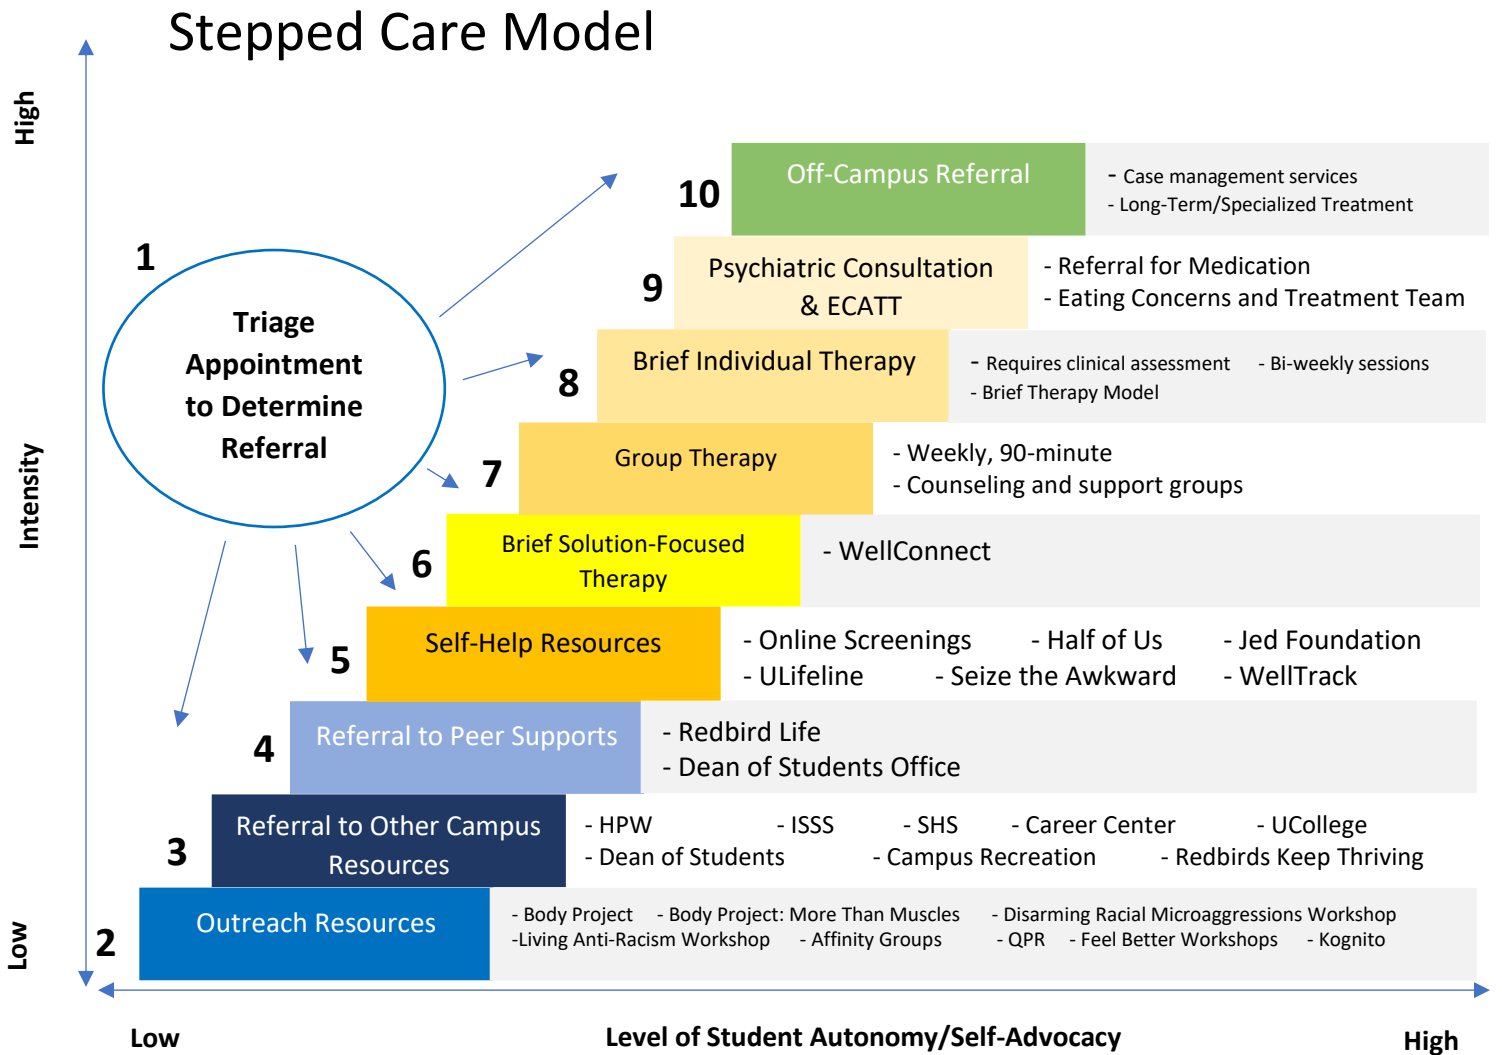 Stepped Care Model
High
Intensity
Low
1
Triage
Appointment
to Determine
Referral
10
Off-Campus Referral
- Case management services
- Long-Term/Specialized Treatment
9
Psychiatric Consultation
& ECATT
- Referral for Medication
- Eating Concerns and Treatment Team
8
Brief Individual Therapy
- Requires clinical assessment - Bi-weekly sessions
- Brief Therapy Model
7
Group Therapy
- Weekly, 90-minute
- Counseling and support groups
6
Brief Solution-Focused
Therapy
- WellConnect
5
Self-Help Resources
- Online Screenings - Half of Us - Jed Foundation
- ULifeline - Seize the Awkward - WellTrack
4
Referral to Peer Supports
- Redbird Life
- Dean of Students Office
3
Referral to Other Campus
Resources
- HPW - ISSS - SHS - Career Center - UCollege
- Dean of Students - Campus Recreation - Redbirds Keep Thriving
2
Outreach Resources
- Body Project - Body Project: More Than Muscles - Disarming Racial Microaggressions Workshop
-Living Anti-Racism Workshop - Affinity Groups - QPR - Feel Better Workshops - Kognito
Low Level of Student Autonomy/Self-Advocacy High